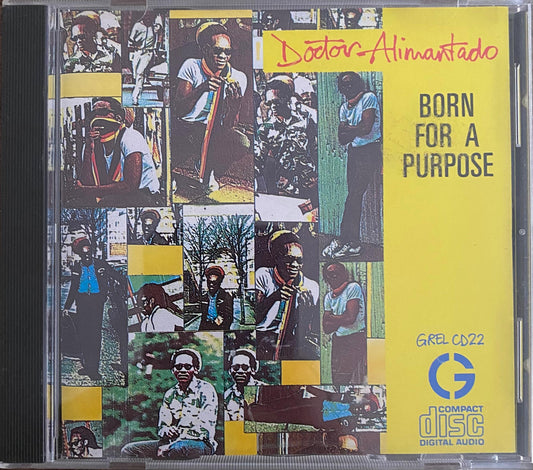 Doctor Alimantado
BORN
FOR A
PURPOSE
GREL CD22
G
COMPACT
disc
DIGITAL AUDIO